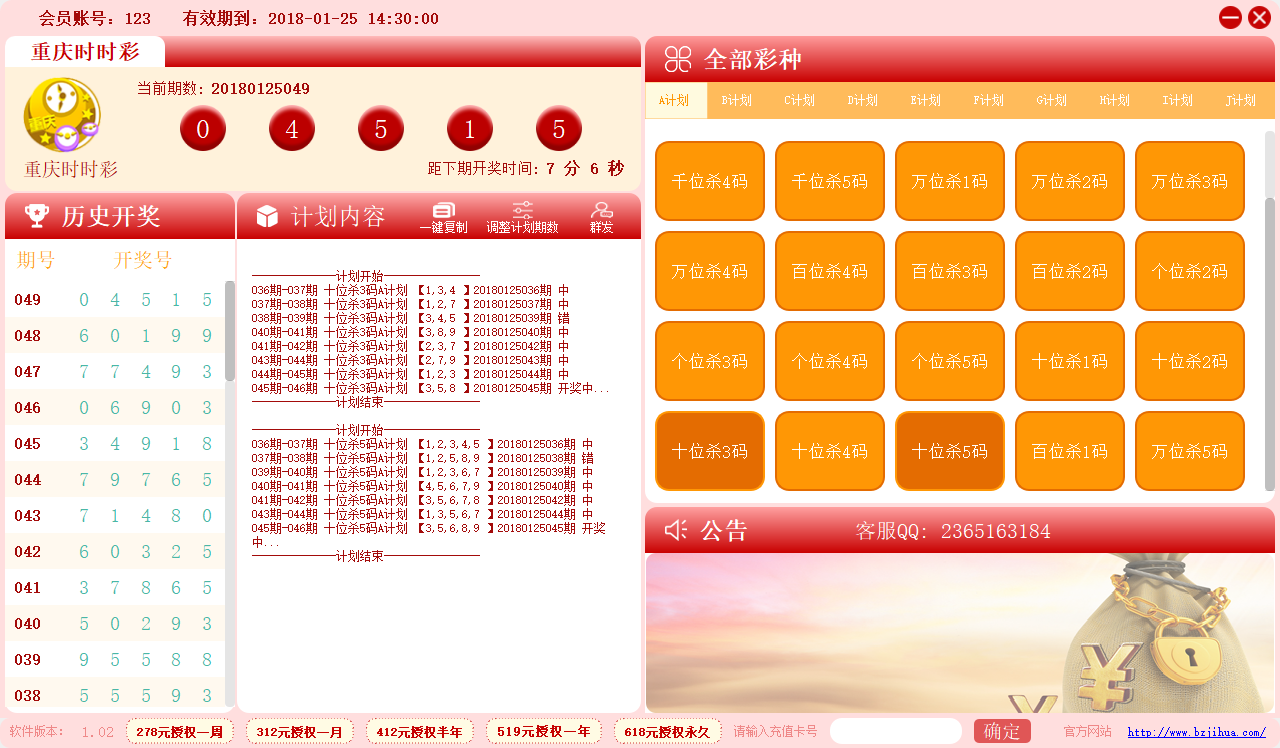 会员账号：123 有效期到：2018-01-25 14:30:00
重庆时时彩
当前期数：20180125049
0 4 5 1 5
重庆时时彩
距下期开奖时间：7 分 6 秒
历史开奖
期号 开奖号
049 0 4 5 1 5
048 6 0 1 9 9
047 7 7 4 9 3
046 0 6 9 0 3
045 3 4 9 1 8
044 7 9 7 6 5
043 7 1 4 8 0
042 6 0 3 2 5
041 3 7 8 6 5
040 5 0 2 9 3
039 9 5 5 8 8
038 5 5 5 9 3
计划内容 一键复制 调整计划期数 群发
——————计划开始————————
036期-037期 十位杀3码A计划 【1,3,4 】20180125036期 中
037期-038期 十位杀3码A计划 【1,2,7 】20180125037期 中
038期-039期 十位杀3码A计划 【3,4,5 】20180125039期 错
040期-041期 十位杀3码A计划 【3,8,9 】20180125040期 中
041期-042期 十位杀3码A计划 【2,3,7 】20180125042期 中
043期-044期 十位杀3码A计划 【2,7,9 】20180125043期 中
044期-045期 十位杀3码A计划 【1,2,3 】20180125044期 中
045期-046期 十位杀3码A计划 【3,5,8 】20180125045期 开奖中...
——————计划结束————————
——————计划开始————————
036期-037期 十位杀5码A计划 【1,2,3,4,5 】20180125036期 中
037期-038期 十位杀5码A计划 【1,2,5,8,9 】20180125038期 错
039期-040期 十位杀5码A计划 【1,2,3,6,7 】20180125039期 中
040期-041期 十位杀5码A计划 【4,5,6,7,9 】20180125040期 中
041期-042期 十位杀5码A计划 【3,5,6,7,8 】20180125042期 中
043期-044期 十位杀5码A计划 【1,3,5,6,7 】20180125044期 中
045期-046期 十位杀5码A计划 【3,5,6,8,9 】20180125045期 开奖
中...
——————计划结束————————
全部彩种
A计划 B计划 C计划 D计划 E计划 F计划 G计划 H计划 I计划 J计划
千位杀4码 千位杀5码 万位杀1码 万位杀2码 万位杀3码
万位杀4码 百位杀4码 百位杀3码 百位杀2码 个位杀2码
个位杀3码 个位杀4码 个位杀5码 十位杀1码 十位杀2码
十位杀3码 十位杀4码 十位杀5码 百位杀1码 万位杀5码
公告 客服QQ：2365163184
软件版本： 1.02 278元授权一周 312元授权一月 412元授权半年 519元授权一年 618元授权永久 请输入充值卡号 确定 官方网站 http://www.bzjihua.com/